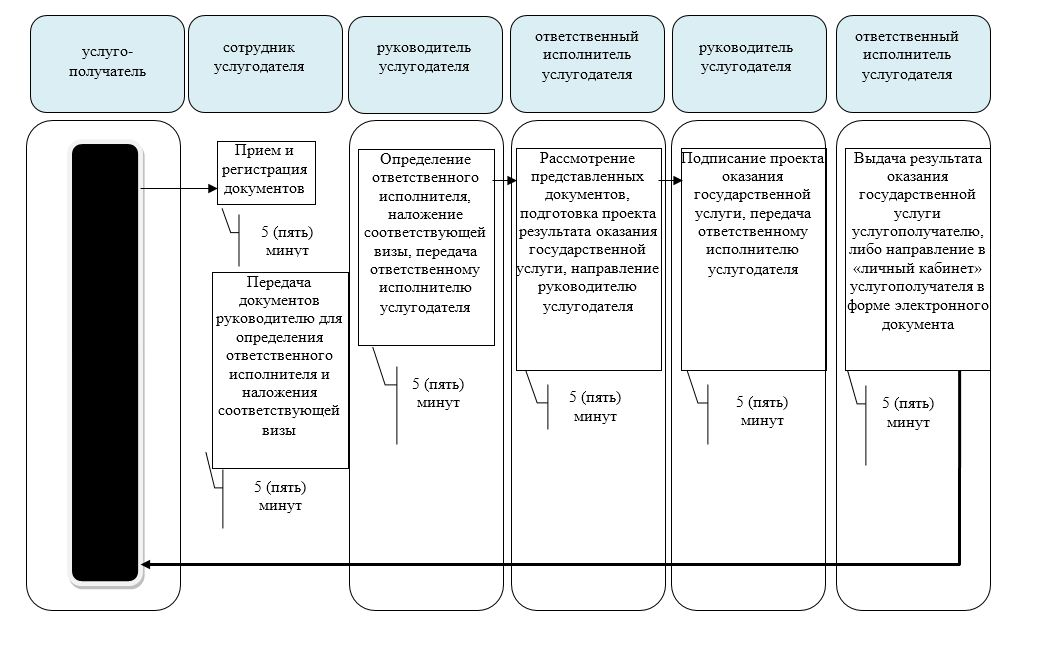 услуго-
получатель
сотрудник
услугодателя
руководитель
услугодателя
ответственный
исполнитель
услугодателя
руководитель
услугодателя
ответственный
исполнитель
услугодателя
Прием и
регистрация
документов
5 (пять)
минут
Передача
документов
руководителю для
определения
ответственного
исполнителя и
наложения
соответствующей
визы
5 (пять)
минут
Определение
ответственного
исполнителя,
наложение
соответствующей
визы, передача
ответственному
исполнителю
услугодателя
5 (пять)
минут
Рассмотрение
представленных
документов,
подготовка проекта
результата оказания
государственной
услуги, направление
руководителю
услугодателя
5 (пять)
минут
Подписание проекта
оказания
государственной
услуги, передача
ответственному
исполнителю
услугодателя
5 (пять)
минут
Выдача результата
оказания
государственной
услуги
услугополучателю,
либо направление в
«личный кабинет»
услугополучателя в
форме электронного
документа
5 (пять)
минут